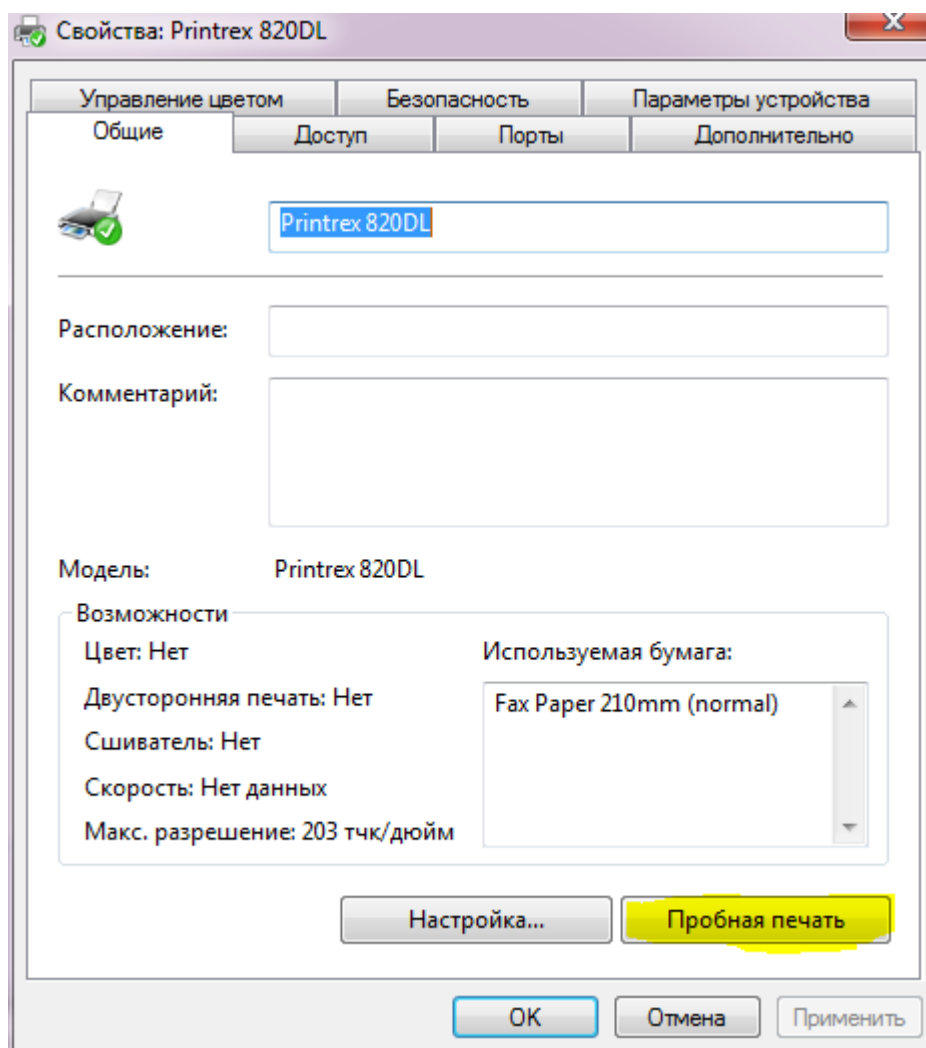 Свойства: Printrex 820DL
Управление цветом Безопасность Параметры устройства
Общие Доступ Порты Дополнительно
Printrex 820DL
Расположение:
Комментарий:
Модель: Printrex 820DL
Возможности
Цвет: Нет Используемая бумага:
Двусторонняя печать: Нет Fax Paper 210mm (normal)
Сшиватель: Нет
Скорость: Нет данных
Макс. разрешение: 203 тчк/дюйм
Настройка... Пробная печать
OK Отмена Применить